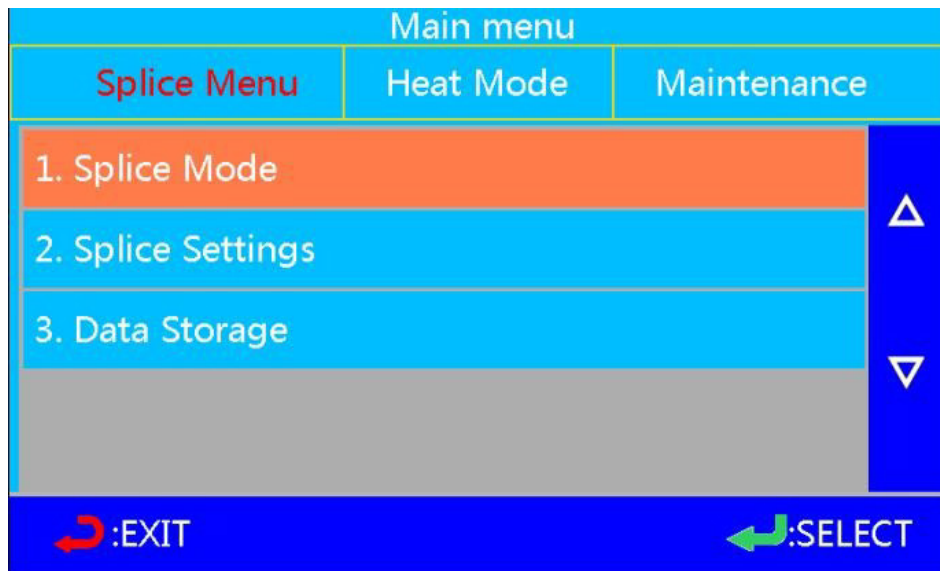 Main menu
Splice Menu Heat Mode Maintenance
1. Splice Mode
2. Splice Settings
3. Data Storage
:EXIT :SELECT